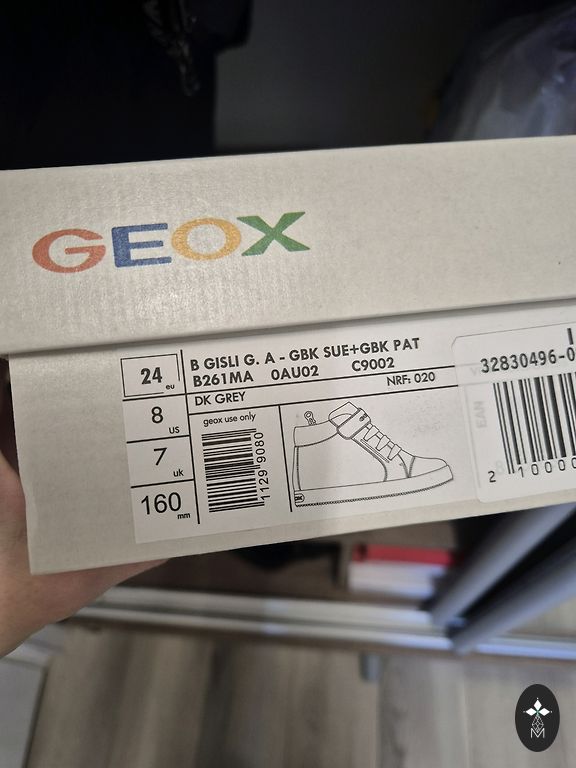 GEOX
24 eu
8 US
7 uk
160 mm
B GISLI G. A - GBK SUE+GBK PAT
B261MA 0AU02 C9002
NRF: 020
DK GREY
geox use only
1129 9080
32830496-0
EAN
2 10000
M